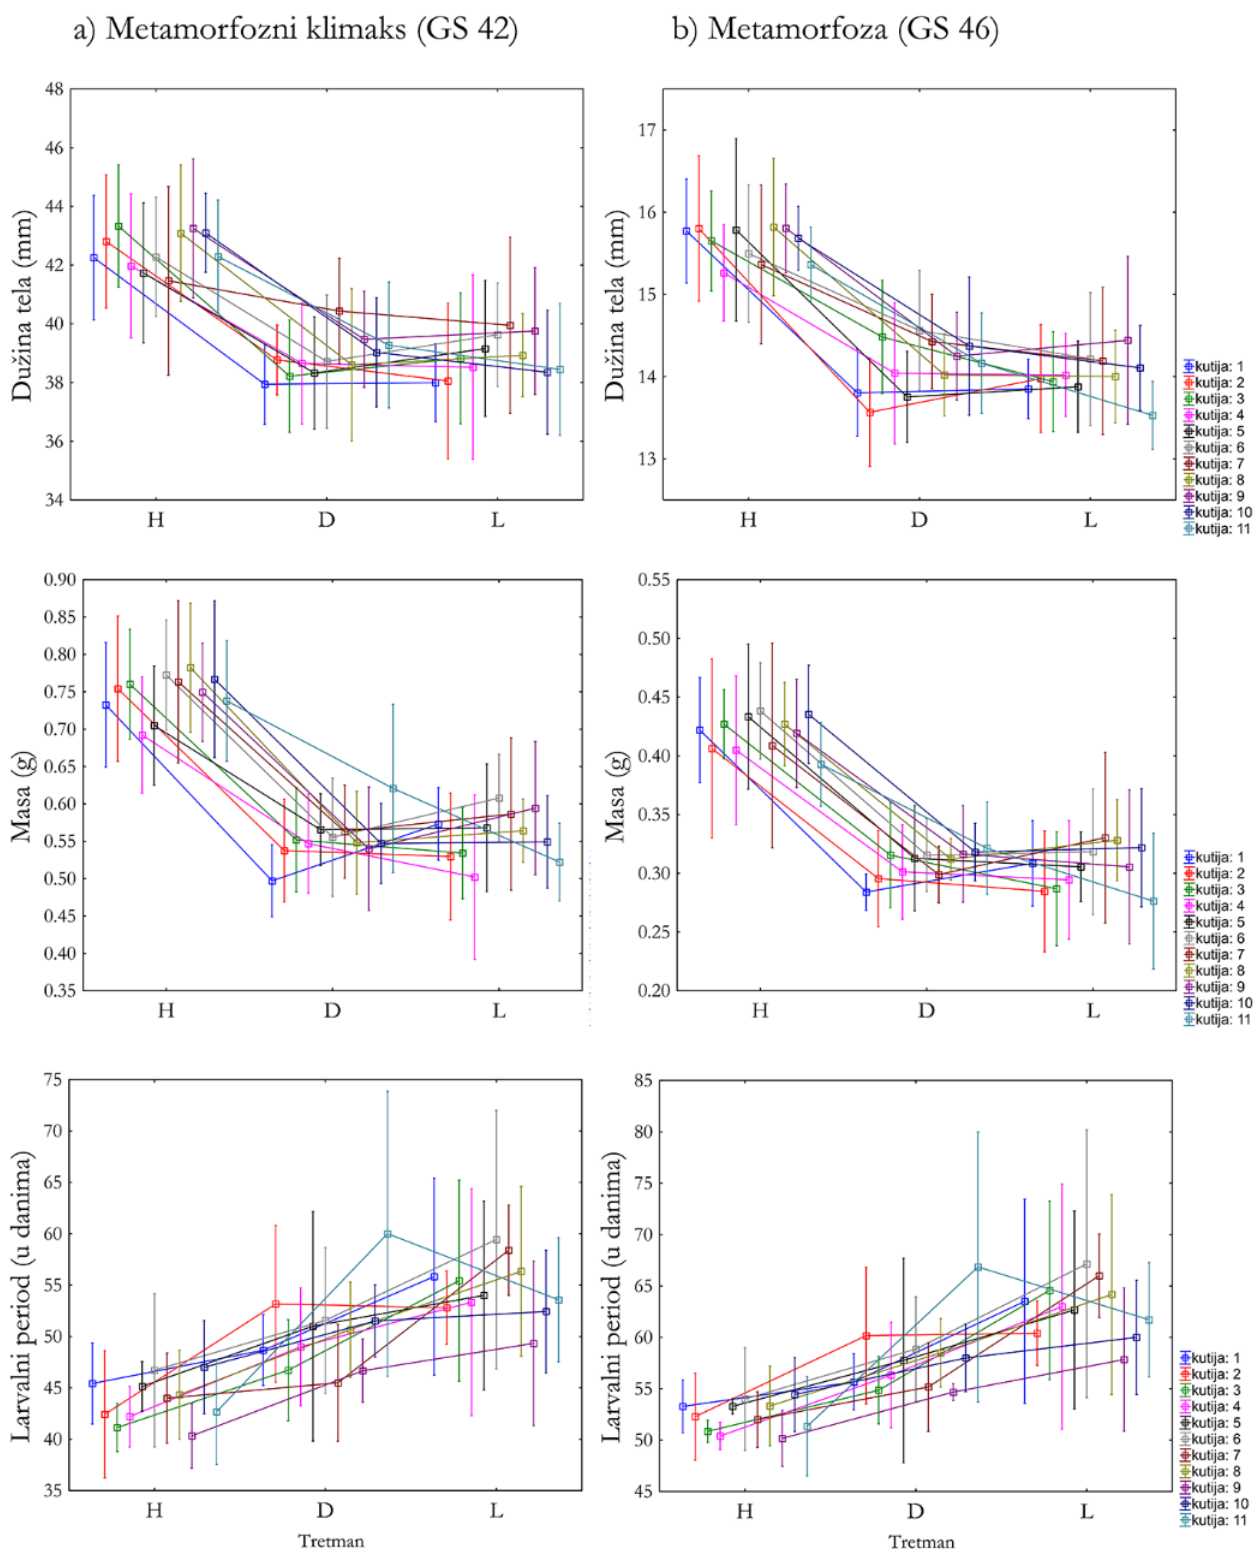 a) Metamorfozni klimaks (GS 42)
b) Metamorfoza (GS 46)
48
46
44
42
40
38
36
34
Dužina tela (mm)
H
D
L
17
16
15
14
13
Dužina tela (mm)
H
D
L
kutija: 1
kutija: 2
kutija: 3
kutija: 4
kutija: 5
kutija: 6
kutija: 7
kutija: 8
kutija: 9
kutija: 10
kutija: 11
0.90
0.85
0.80
0.75
0.70
0.65
0.60
0.55
0.50
0.45
0.40
0.35
Masa (g)
H
D
L
0.55
0.50
0.45
0.40
0.35
0.30
0.25
0.20
Masa (g)
H
D
L
kutija: 1
kutija: 2
kutija: 3
kutija: 4
kutija: 5
kutija: 6
kutija: 7
kutija: 8
kutija: 9
kutija: 10
kutija: 11
75
70
65
60
55
50
45
40
35
Larvalni period (u danima)
H
D
L
Tretman
85
80
75
70
65
60
55
50
45
Larvalni period (u danima)
H
D
L
Tretman
kutija: 1
kutija: 2
kutija: 3
kutija: 4
kutija: 5
kutija: 6
kutija: 7
kutija: 8
kutija: 9
kutija: 10
kutija: 11